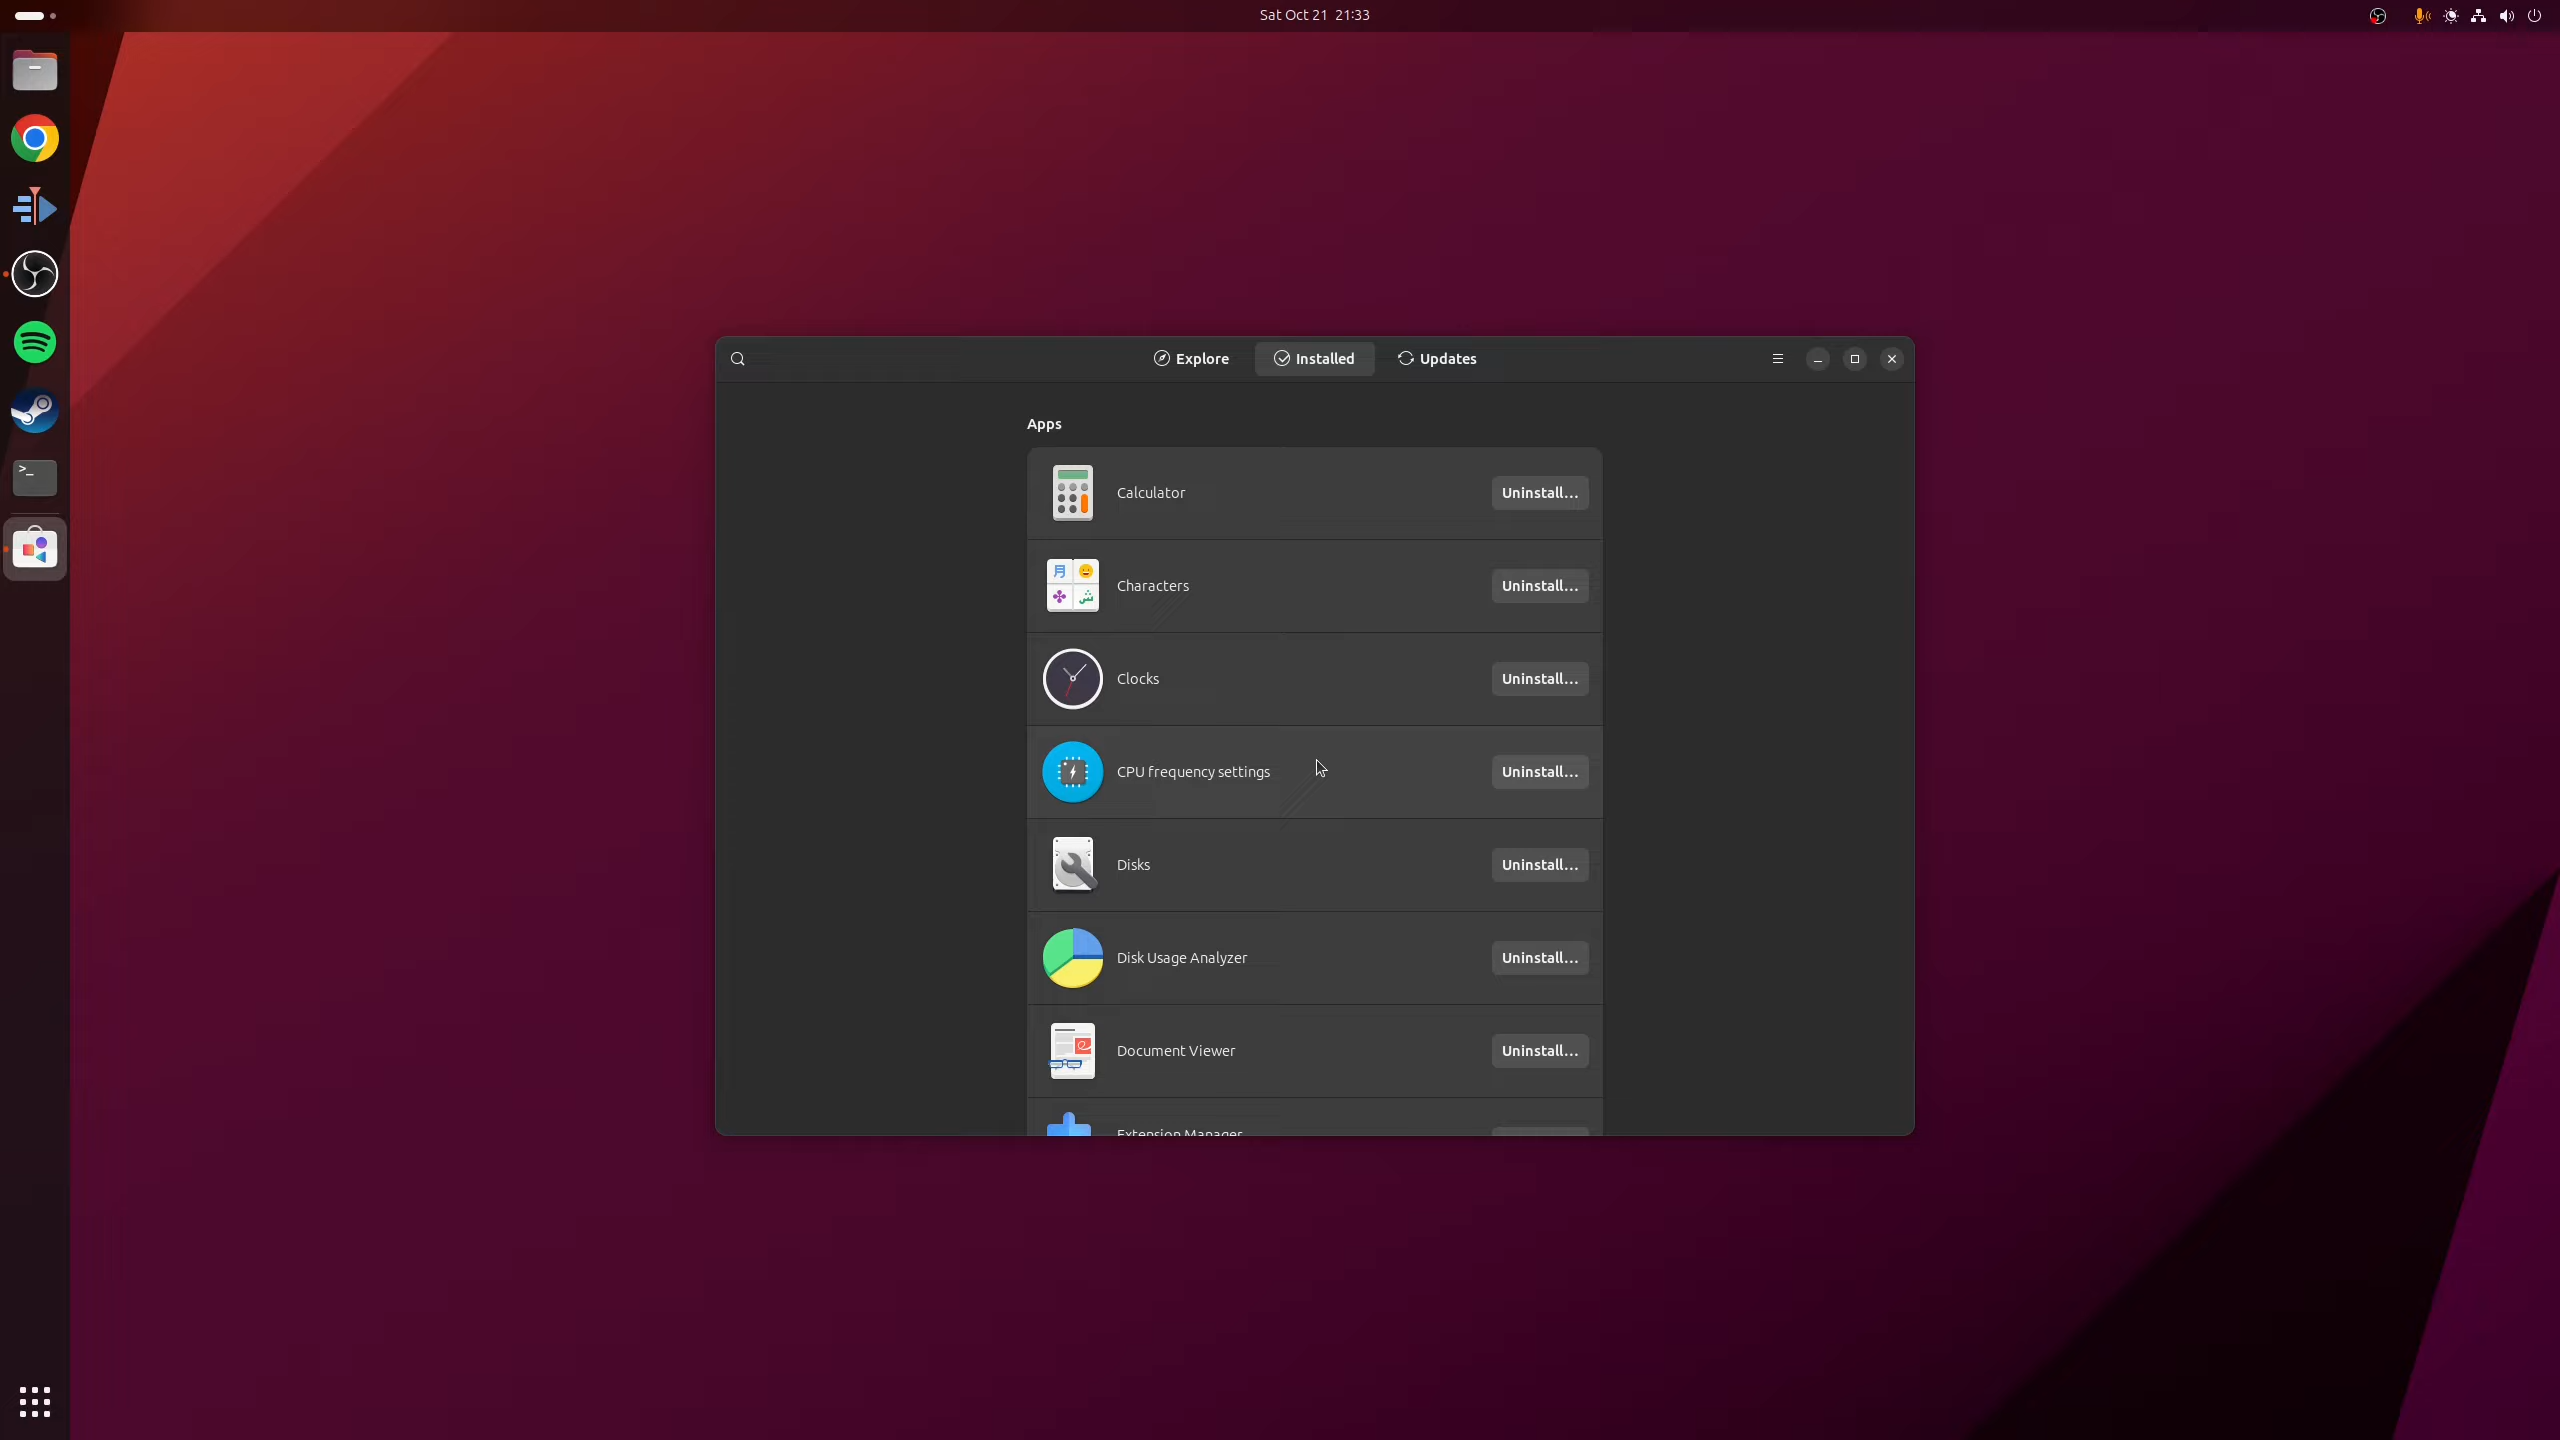 Sat Oct 21 21:33
Explore
Installed
Updates
Apps
Calculator
Uninstall...
Characters
Uninstall...
Clocks
Uninstall...
CPU frequency settings
Uninstall...
Disks
Uninstall...
Disk Usage Analyzer
Uninstall...
Document Viewer
Uninstall...
Extension Manager